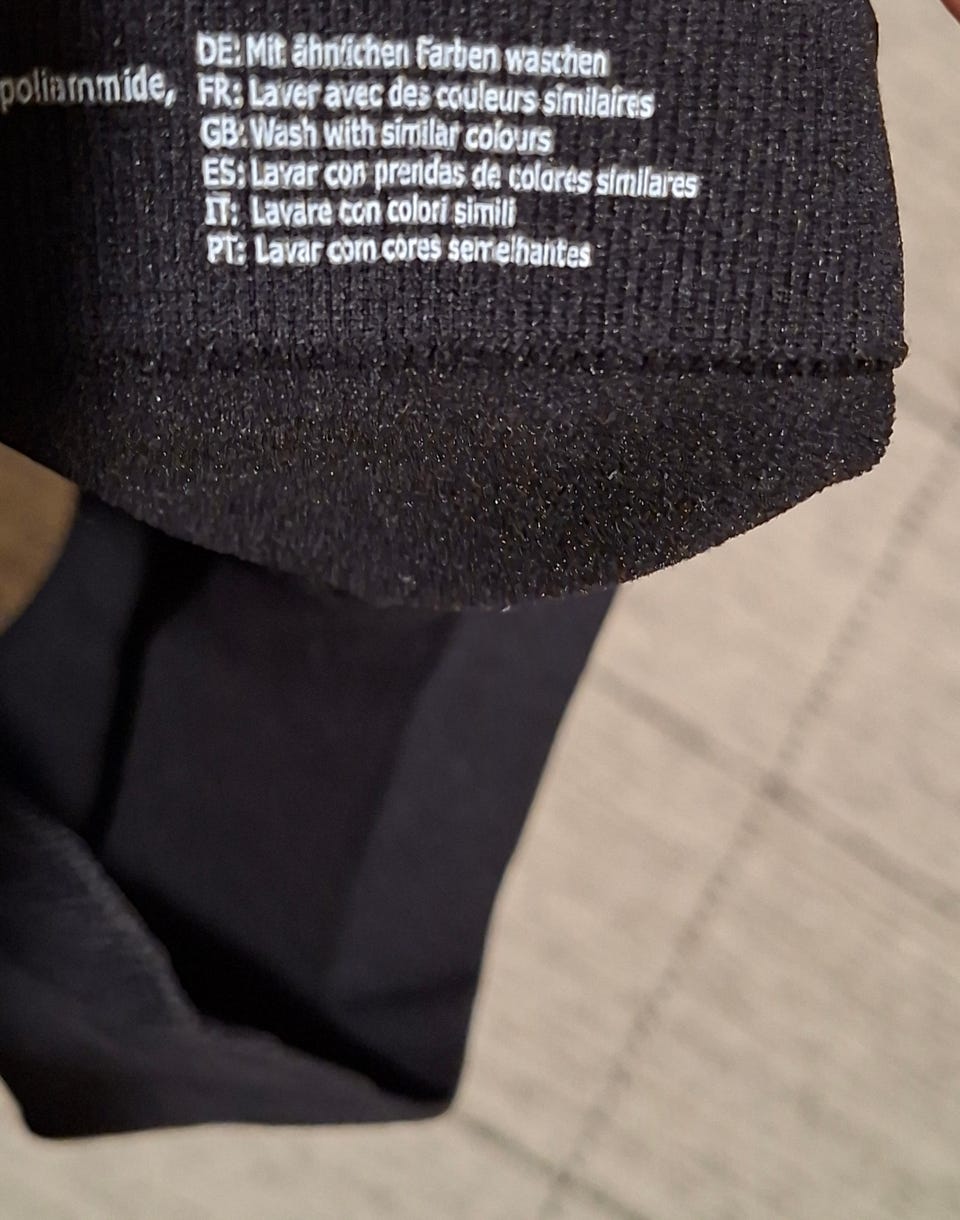 DE: Mit ähnlichen Farben waschen
poliammide, FR: Laver avec des couleurs similaires
GB: Wash with similar colours
ES: Lavar con prendas de colores similares
IT: Lavare con colori simili
PT: Lavar com cores semelhantes